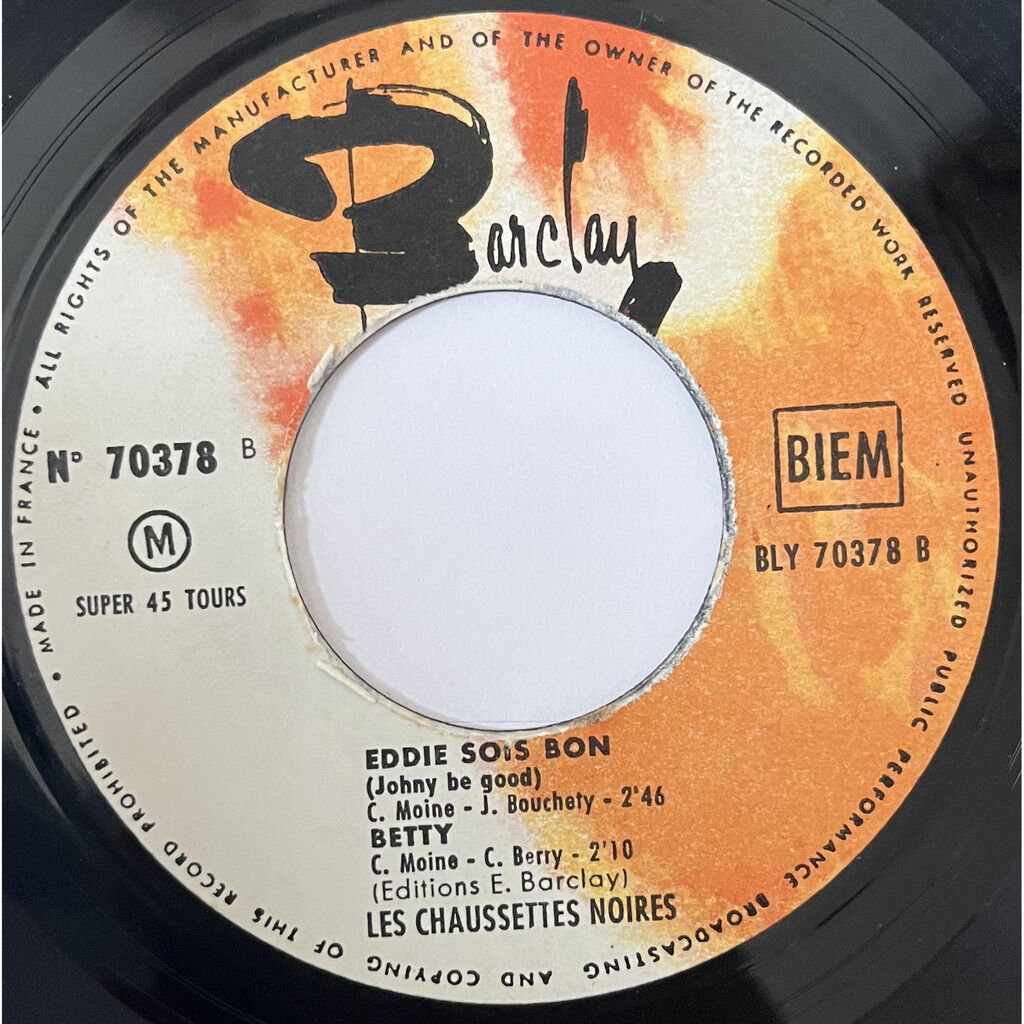 ALL RIGHTS OF THE MANUFACTURER AND OF THE OWNER OF THE RECORDED WORK RESERVED UNAUTHORIZED PUBLIC PERFORMANCE BROADCASTING AND COPYING OF THIS RECORD PROHIBITED • MADE IN FRANCE •
Barclay
N° 70378 B
M
SUPER 45 TOURS
BIEM
BLY 70378 B
EDDIE SOIS BON
(Johny be good)
C. Moine - J. Bouchety - 2'46
BETTY
C. Moine - C. Berry - 2'10
(Editions E. Barclay)
LES CHAUSSETTES NOIRES